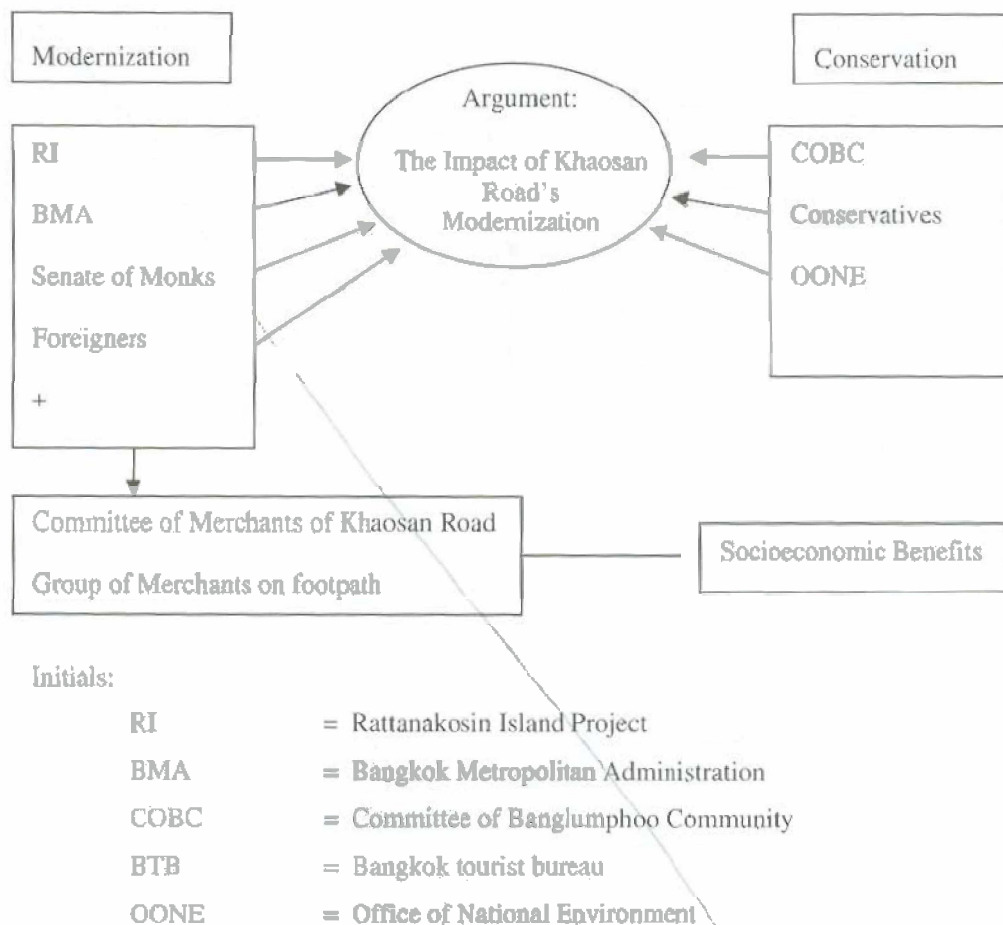 Modernization
Argument:
The Impact of Khaosan
Road's
Modernization
Conservation
RI
BMA
Senate of Monks
Foreigners
+
COBC
Conservatives
OONE
Committee of Merchants of Khaosan Road
Group of Merchants on footpath
Socioeconomic Benefits
Initials:
RI = Rattanakosin Island Project
BMA = Bangkok Metropolitan Administration
COBC = Committee of Banglumphoo Community
BTB = Bangkok tourist bureau
OONE = Office of National Environment